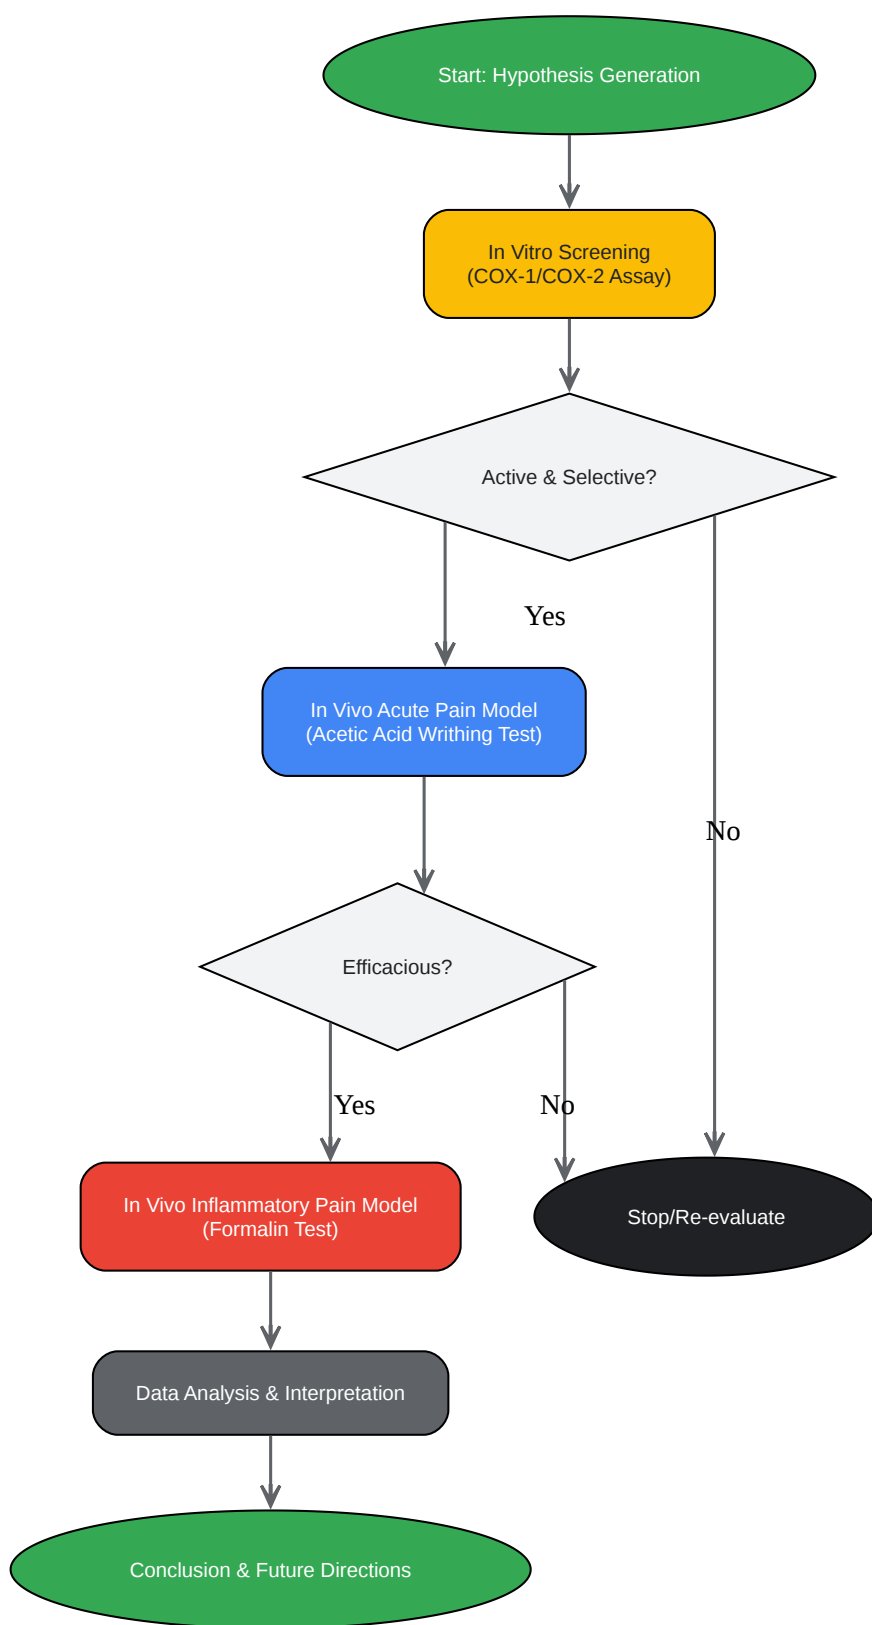 Start: Hypothesis Generation
In Vitro Screening
(COX-1/COX-2 Assay)
Active & Selective?
Yes
In Vivo Acute Pain Model
(Acetic Acid Writhing Test)
No
Efficacious?
Yes
No
In Vivo Inflammatory Pain Model
(Formalin Test)
Stop/Re-evaluate
Data Analysis & Interpretation
Conclusion & Future Directions